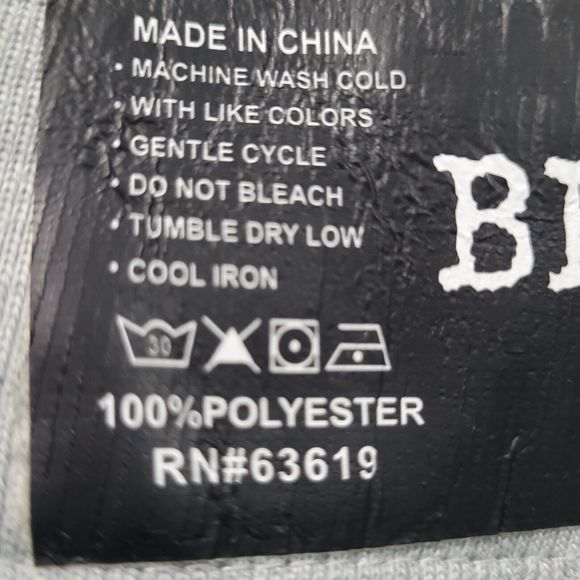 MADE IN CHINA
• MACHINE WASH COLD
• WITH LIKE COLORS
• GENTLE CYCLE
• DO NOT BLEACH
• TUMBLE DRY LOW
• COOL IRON
30
100%POLYESTER
RN#63619